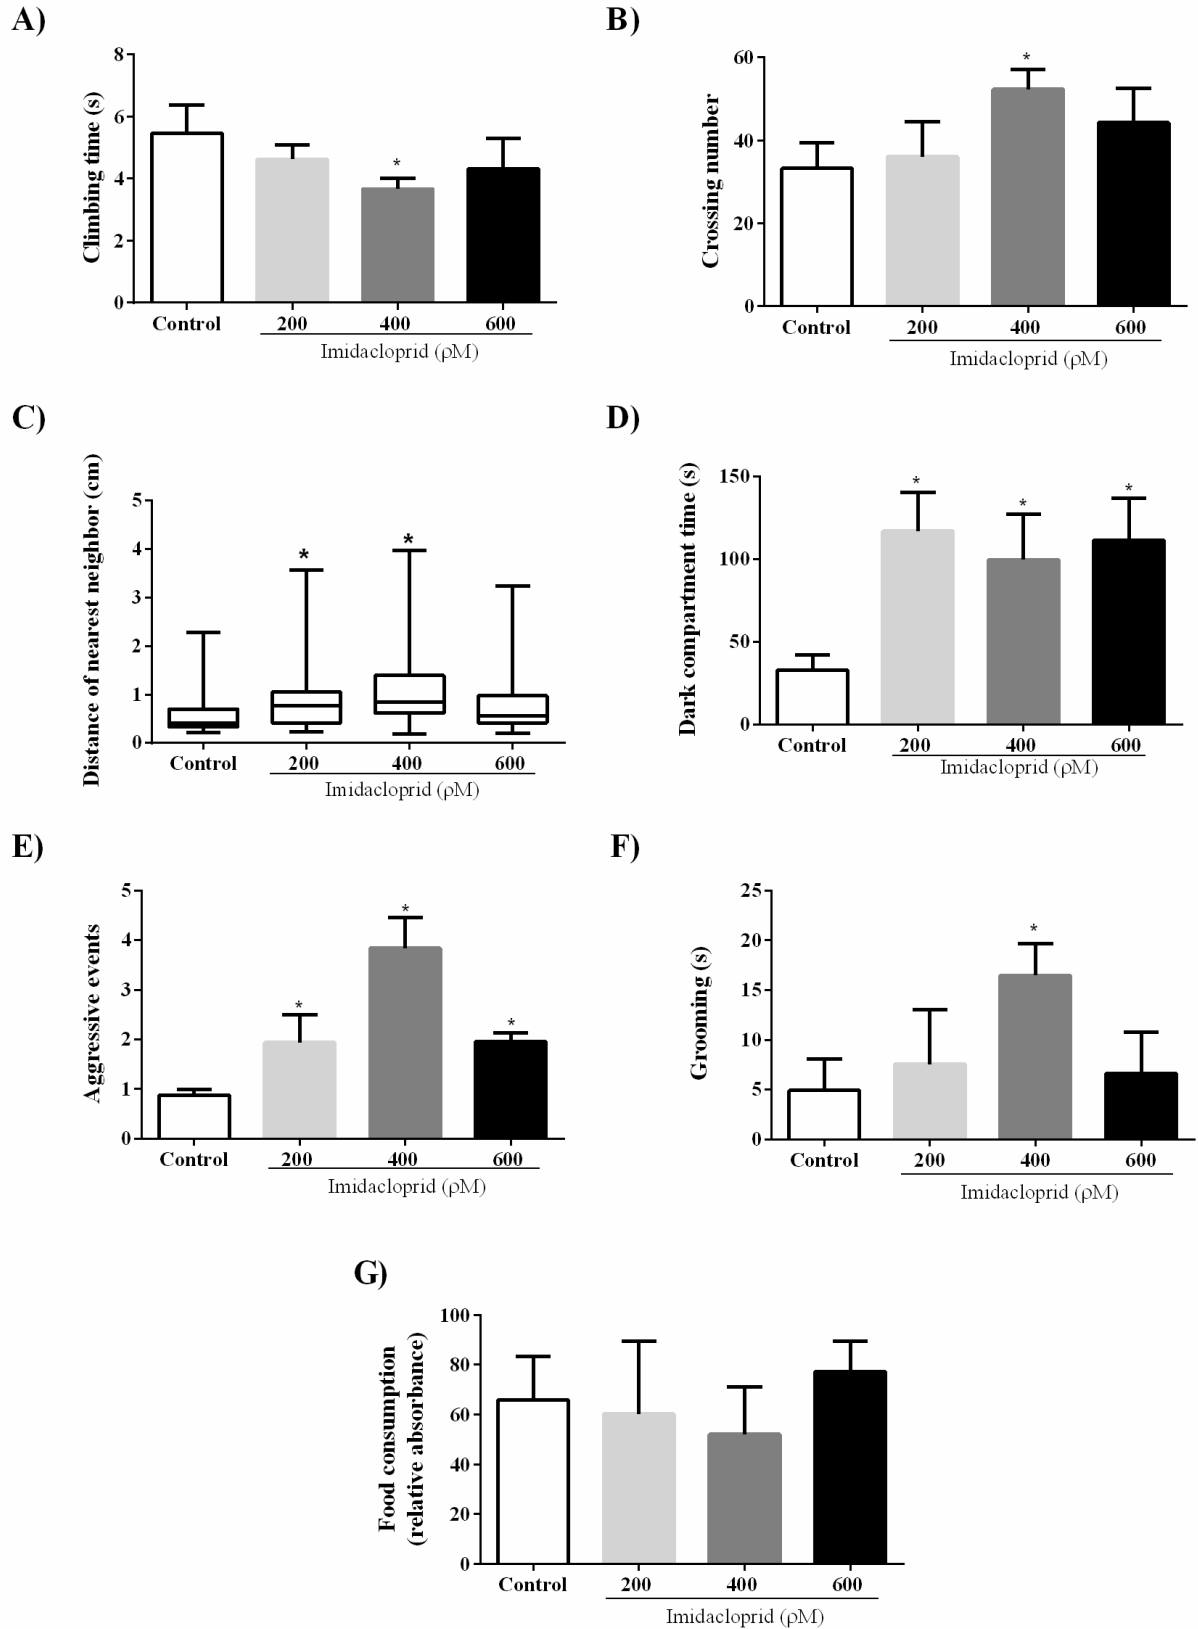 A)
Climbing time (s)
8
6
4
2
0
*
Control 200 400 600
Imidacloprid (ρM)
B)
Crossing number
60
40
20
0
*
Control 200 400 600
Imidacloprid (ρM)
C)
Distance of nearest neighbor (cm)
5
4
3
2
1
0
* *
Control 200 400 600
Imidacloprid (ρM)
D)
Dark compartment time (s)
150
100
50
0
* * *
Control 200 400 600
Imidacloprid (ρM)
E)
Aggressive events
5
4
3
2
1
0
* * *
Control 200 400 600
Imidacloprid (ρM)
F)
Grooming (s)
25
20
15
10
5
0
*
Control 200 400 600
Imidacloprid (ρM)
G)
Food consumption
(relative absorbance)
100
80
60
40
20
0
Control 200 400 600
Imidacloprid (ρM)